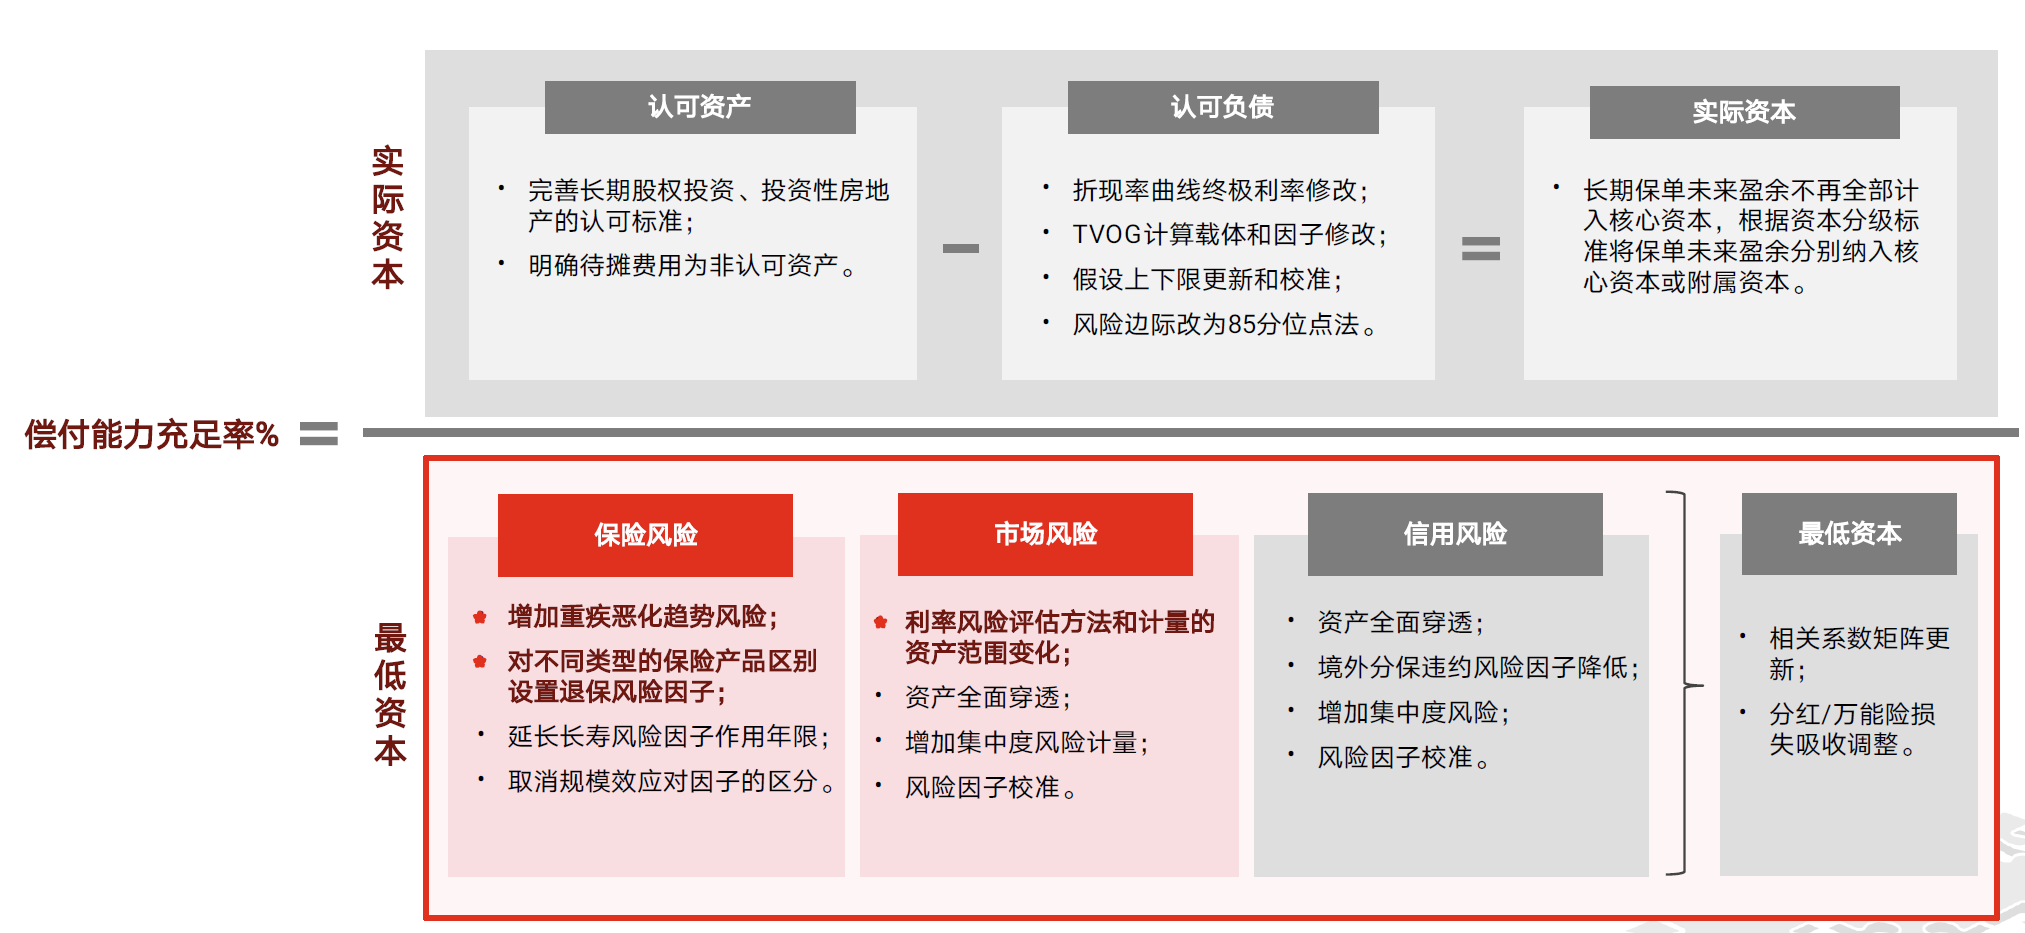 实际资本
认可资产
完善长期股权投资、投资性房地
产的认可标准；
明确待摊费用为非认可资产。
认可负债
折现率曲线终极利率修改；
TVOG计算载体和因子修改；
假设上下限更新和校准；
风险边际改为85分位点法。
实际资本
长期保单未来盈余不再全部计
入核心资本，根据资本分级标
准将保单未来盈余分别纳入核
心资本或附属资本。
偿付能力充足率%
最低资本
保险风险
增加重疾恶化趋势风险；
对不同类型的保险产品区别
设置退保风险因子；
延长长寿风险因子作用年限；
取消规模效应对因子的区分。
市场风险
利率风险评估方法和计量的
资产范围变化；
资产全面穿透；
增加集中度风险计量；
风险因子校准。
信用风险
资产全面穿透；
境外分保违约风险因子降低；
增加集中度风险；
风险因子校准。
最低资本
相关系数矩阵更
新；
分红/万能险损
失吸收调整。